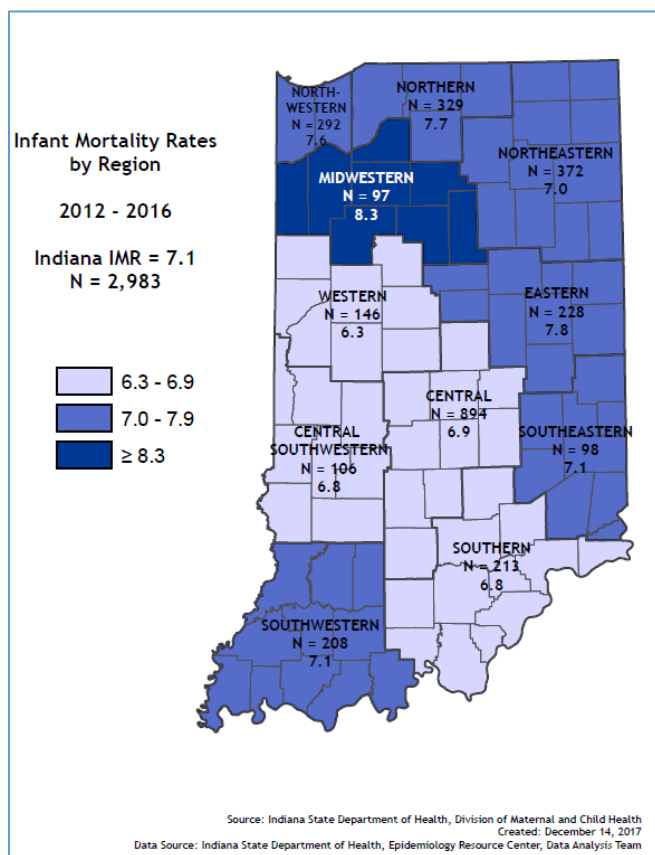 Infant Mortality Rates
by Region
2012 - 2016
Indiana IMR = 7.1
N = 2,983
6.3 - 6.9
7.0 - 7.9
≥ 8.3
NORTH-
WESTERN
N = 292
7.6
NORTHERN
N = 329
7.7
NORTHEASTERN
N = 372
7.0
MIDWESTERN
N = 97
8.3
WESTERN
N = 146
6.3
EASTERN
N = 228
7.8
CENTRAL
N = 894
6.9
CENTRAL
SOUTHWESTERN
N = 106
6.8
SOUTHEASTERN
N = 98
7.1
SOUTHERN
N = 213
6.8
SOUTHWESTERN
N = 208
7.1
Source: Indiana State Department of Health, Division of Maternal and Child Health
Created: December 14, 2017
Data Source: Indiana State Department of Health, Epidemiology Resource Center, Data Analysis Team